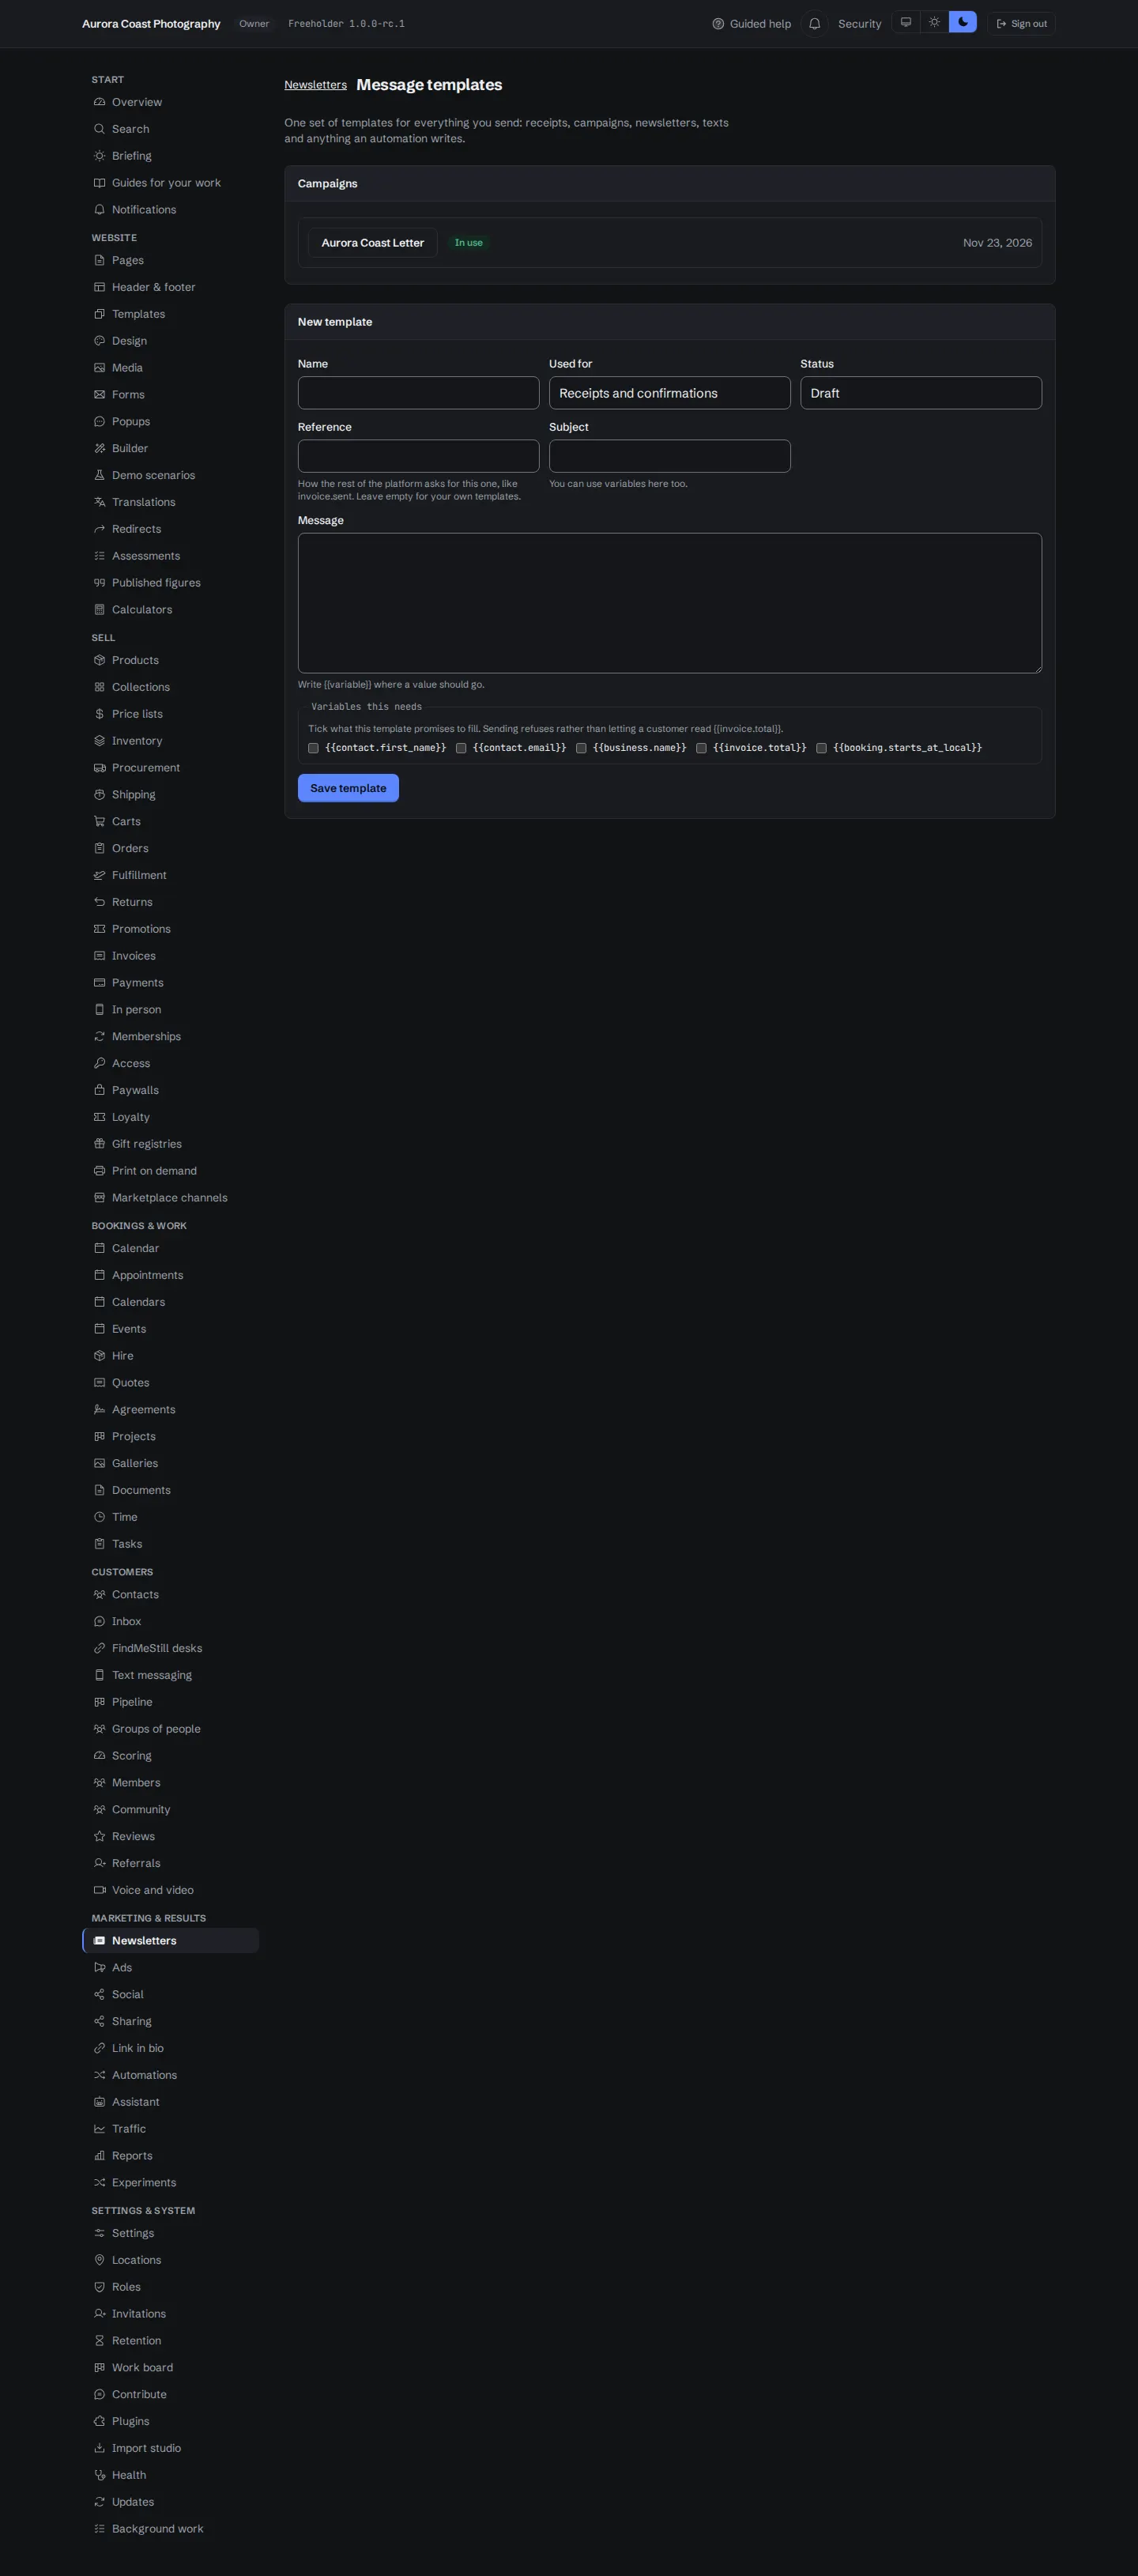 Aurora Coast Photography
Owner
Freeholder 1.0.0-rc.1
Guided help
Security
Sign out
START
Overview
Search
Briefing
Guides for your work
Notifications
WEBSITE
Pages
Header & footer
Templates
Design
Media
Forms
Popups
Builder
Demo scenarios
Translations
Redirects
Assessments
Published figures
Calculators
SELL
Products
Collections
Price lists
Inventory
Procurement
Shipping
Carts
Orders
Fulfillment
Returns
Promotions
Invoices
Payments
In person
Memberships
Access
Paywalls
Loyalty
Gift registries
Print on demand
Marketplace channels
BOOKINGS & WORK
Calendar
Appointments
Calendars
Events
Hire
Quotes
Agreements
Projects
Galleries
Documents
Time
Tasks
CUSTOMERS
Contacts
Inbox
FindMeStill desks
Text messaging
Pipeline
Groups of people
Scoring
Members
Community
Reviews
Referrals
Voice and video
MARKETING & RESULTS
Newsletters
Ads
Social
Sharing
Link in bio
Automations
Assistant
Traffic
Reports
Experiments
SETTINGS & SYSTEM
Settings
Locations
Roles
Invitations
Retention
Work board
Contribute
Plugins
Import studio
Health
Updates
Background work
Newsletters Message templates
One set of templates for everything you send: receipts, campaigns, newsletters, texts
and anything an automation writes.
Campaigns
Aurora Coast Letter
In use
Nov 23, 2026
New template
Name
Used for
Status
Receipts and confirmations
Draft
Reference
Subject
How the rest of the platform asks for this one, like
invoice.sent. Leave empty for your own templates.
You can use variables here too.
Message
Write {{variable}} where a value should go.
Variables this needs
Tick what this template promises to fill. Sending refuses rather than letting a customer read {{invoice.total}}.
{{contact.first_name}} {{contact.email}} {{business.name}} {{invoice.total}} {{booking.starts_at_local}}
Save template